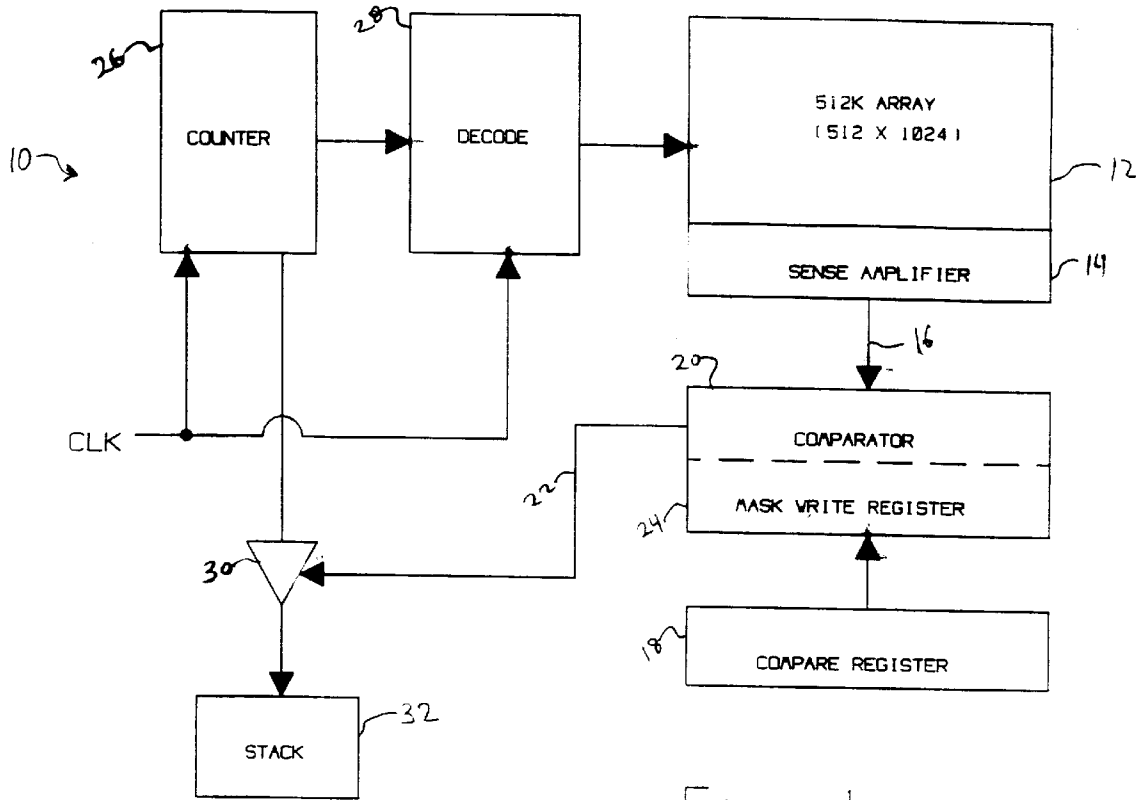 26
COUNTER
28
DECODE
512K ARRAY
(512 X 1024)
10
12
SENSE AMPLIFIER
14
16
20
COMPARATOR
CLK
22
MASK WRITE REGISTER
24
30
18
COMPARE REGISTER
32
STACK